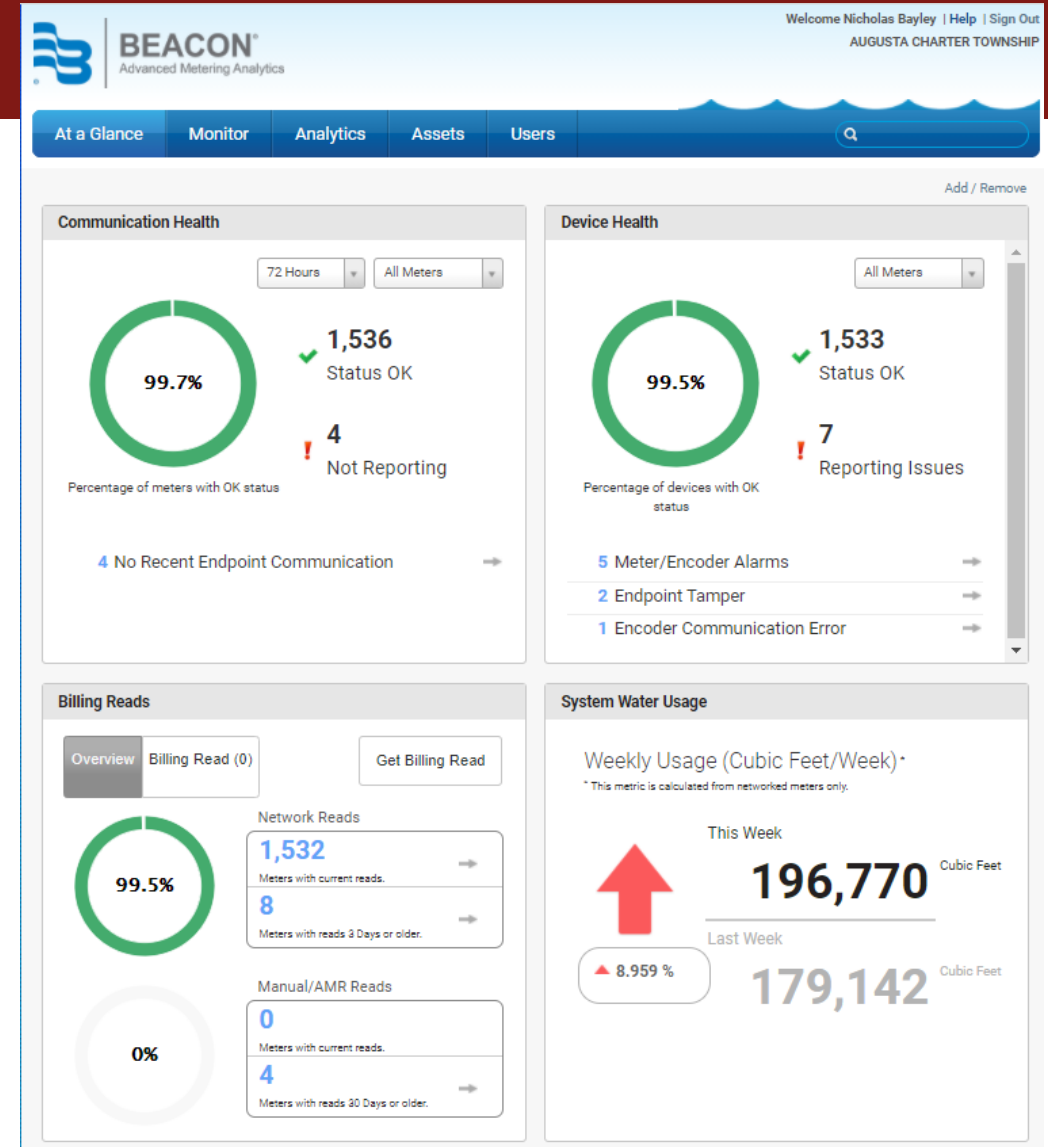 Welcome Nicholas Bayley | Help | Sign Out
AUGUSTA CHARTER TOWNSHIP
BEACON®
Advanced Metering Analytics
®
At a Glance Monitor Analytics Assets Users
Add / Remove
Communication Health
72 Hours All Meters
99.7%
1,536
Status OK
4
Not Reporting
Percentage of meters with OK status
4 No Recent Endpoint Communication
Device Health
All Meters
99.5%
1,533
Status OK
7
Reporting Issues
Percentage of devices with OK
status
5 Meter/Encoder Alarms
2 Endpoint Tamper
1 Encoder Communication Error
Billing Reads
Overview Billing Read (0) Get Billing Read
99.5%
Network Reads
1,532
Meters with current reads.
8
Meters with reads 3 Days or older.
0%
Manual/AMR Reads
0
Meters with current reads.
4
Meters with reads 30 Days or older.
System Water Usage
Weekly Usage (Cubic Feet/Week)*
* This metric is calculated from networked meters only.
This Week
196,770 Cubic Feet
Last Week
8.959 %
179,142 Cubic Feet